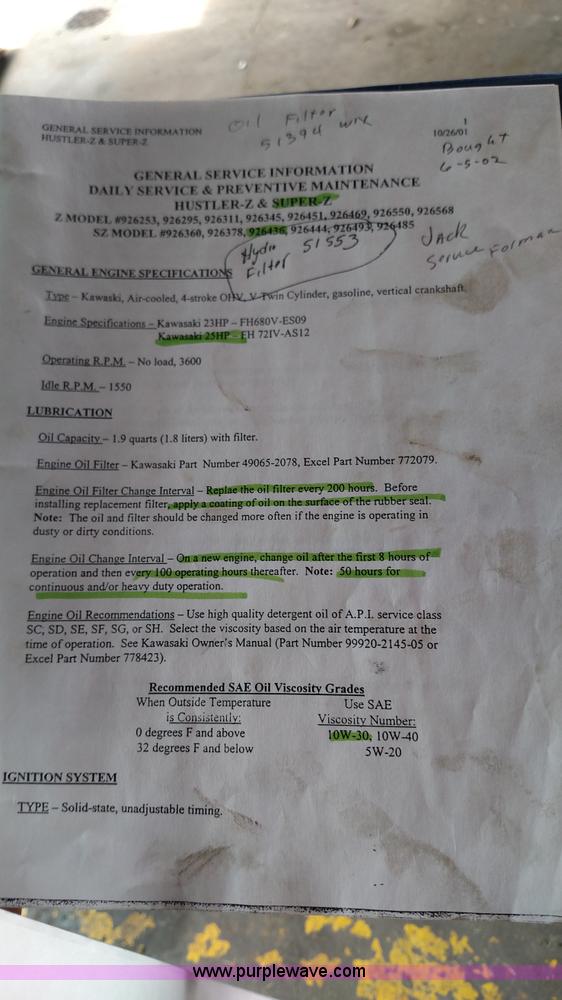 GENERAL SERVICE INFORMATION
HUSTLER-Z & SUPER-Z
Oil Filter
51394 WIX
1
10/26/01
Bought
6-5-02
GENERAL SERVICE INFORMATION
DAILY SERVICE & PREVENTIVE MAINTENANCE
HUSTLER-Z & SUPER-Z
Z MODEL #926253, 926295, 926311, 926345, 926451, 926469, 926550, 926568
SZ MODEL #926360, 926378, 926436, 926444, 926493, 926485
Hydro
Filter 51553
JACK
Service Forman
GENERAL ENGINE SPECIFICATIONS
Type – Kawaski, Air-cooled, 4-stroke OHV, V-Twin Cylinder, gasoline, vertical crankshaft.
Engine Specifications – Kawasaki 23HP – FH680V-ES09
Kawasaki 25HP – FH 72IV-AS12
Operating R.P.M. – No load, 3600
Idle R.P.M. – 1550
LUBRICATION
Oil Capacity – 1.9 quarts (1.8 liters) with filter.
Engine Oil Filter – Kawasaki Part Number 49065-2078, Excel Part Number 772079.
Engine Oil Filter Change Interval – Replae the oil filter every 200 hours. Before
installing replacement filter, apply a coating of oil on the surface of the rubber seal.
Note: The oil and filter should be changed more often if the engine is operating in
dusty or dirty conditions.
Engine Oil Change Interval – On a new engine, change oil after the first 8 hours of
operation and then every 100 operating hours thereafter. Note: 50 hours for
continuous and/or heavy duty operation.
Engine Oil Recommendations – Use high quality detergent oil of A.P.I. service class
SC, SD, SE, SF, SG, or SH. Select the viscosity based on the air temperature at the
time of operation. See Kawasaki Owner's Manual (Part Number 99920-2145-05 or
Excel Part Number 778423).
Recommended SAE Oil Viscosity Grades
When Outside Temperature Use SAE
is Consistently: Viscosity Number:
0 degrees F and above 10W-30, 10W-40
32 degrees F and below 5W-20
IGNITION SYSTEM
TYPE – Solid-state, unadjustable timing.
www.purplewave.com